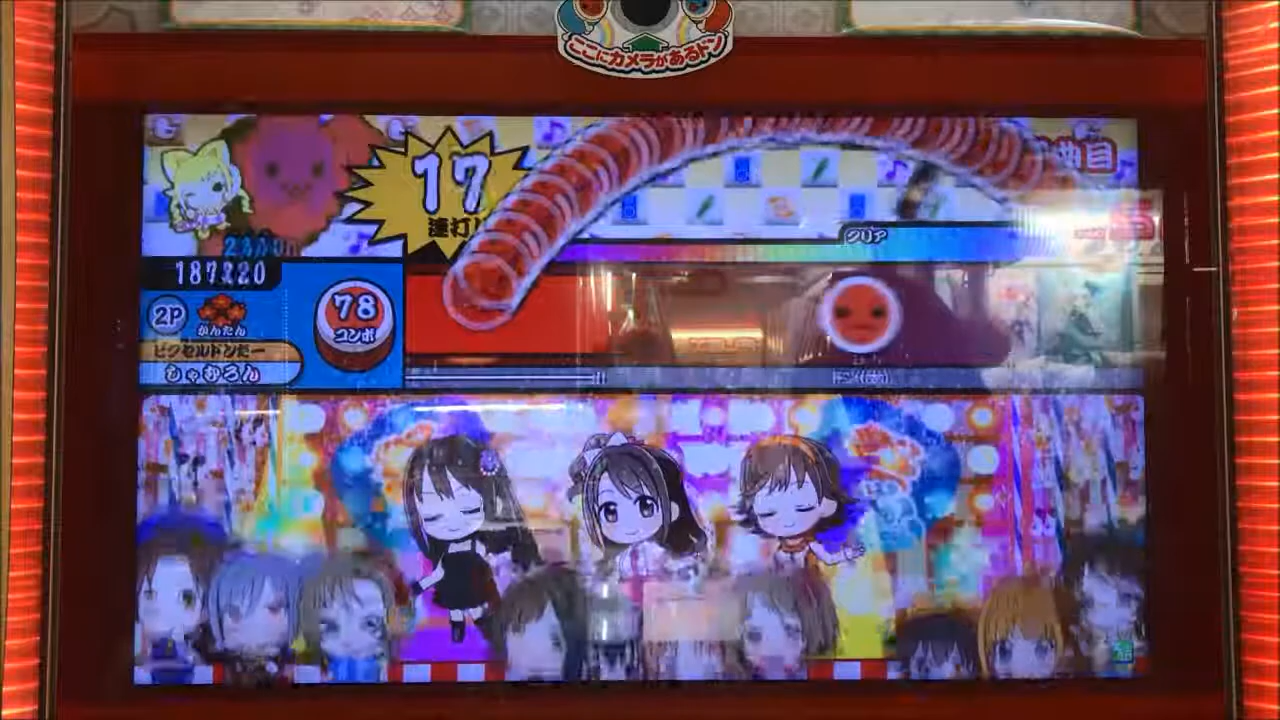 ここにカメラがあるドン
17
連打!!
曲目
クリア
2P
かんたん
78
コンボ
ピクセルドンだー
しゃむろん